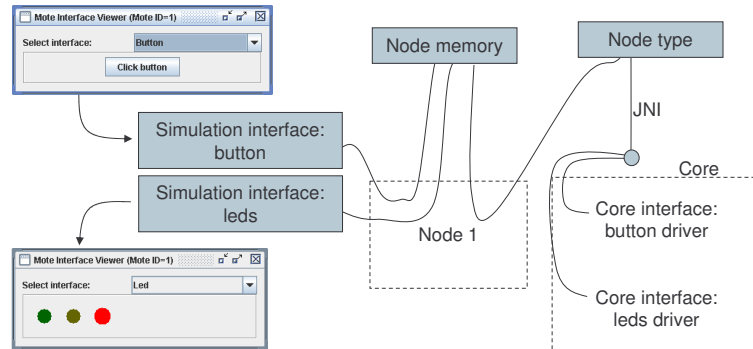 Mote Interface Viewer (Mote ID=1)
Select interface:
Button
Click button
Node memory
Node type
JNI
Simulation interface:
button
Simulation interface:
leds
Core
Node 1
Core interface:
button driver
Core interface:
leds driver
Mote Interface Viewer (Mote ID=1)
Select interface:
Led